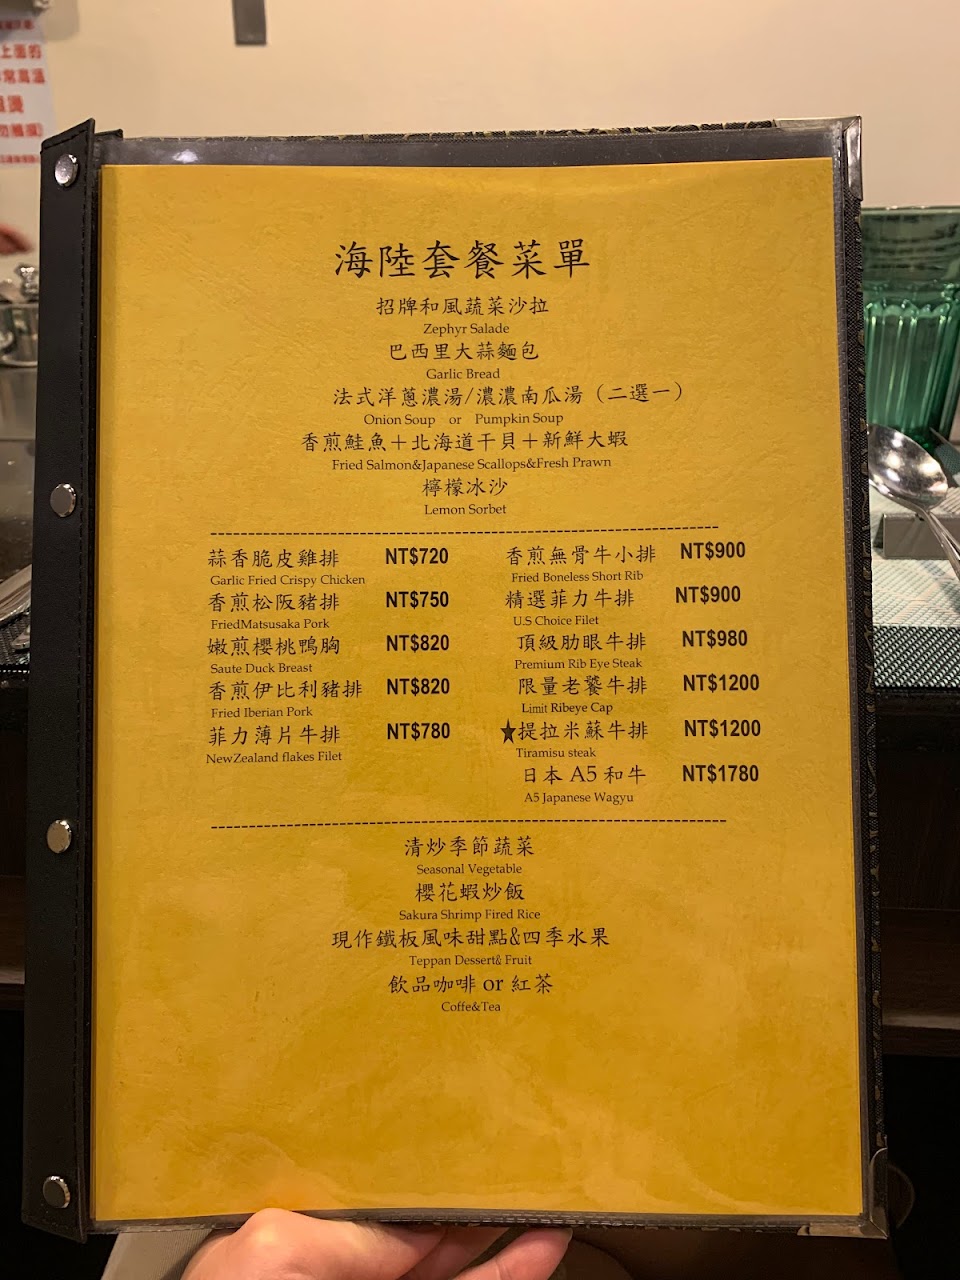 上面的
常高溫
海陸套餐菜單
招牌和風蔬菜沙拉
Zephyr Salade
巴西里大蒜麵包
Garlic Bread
法式洋蔥濃湯/濃濃南瓜湯（二選一）
Onion Soup or Pumpkin Soup
香煎鮭魚＋北海道干貝＋新鮮大蝦
Fried Salmon&Japanese Scallops&Fresh Prawn
檸檬冰沙
Lemon Sorbet
蒜香脆皮雞排 NT$720
Garlic Fried Crispy Chicken
香煎松阪豬排 NT$750
FriedMatsusaka Pork
嫩煎櫻桃鴨胸 NT$820
Saute Duck Breast
香煎伊比利豬排 NT$820
Fried Iberian Pork
菲力薄片牛排 NT$780
NewZealand flakes Filet
香煎無骨牛小排 NT$900
Fried Boneless Short Rib
精選菲力牛排 NT$900
U.S Choice Filet
頂級肋眼牛排 NT$980
Premium Rib Eye Steak
限量老饕牛排 NT$1200
Limit Ribeye Cap
★提拉米蘇牛排 NT$1200
Tiramisu steak
日本 A5 和牛 NT$1780
A5 Japanese Wagyu
清炒季節蔬菜
Seasonal Vegetable
櫻花蝦炒飯
Sakura Shrimp Fired Rice
現作鐵板風味甜點&四季水果
Teppan Dessert& Fruit
飲品咖啡 or 紅茶
Coffe&Tea